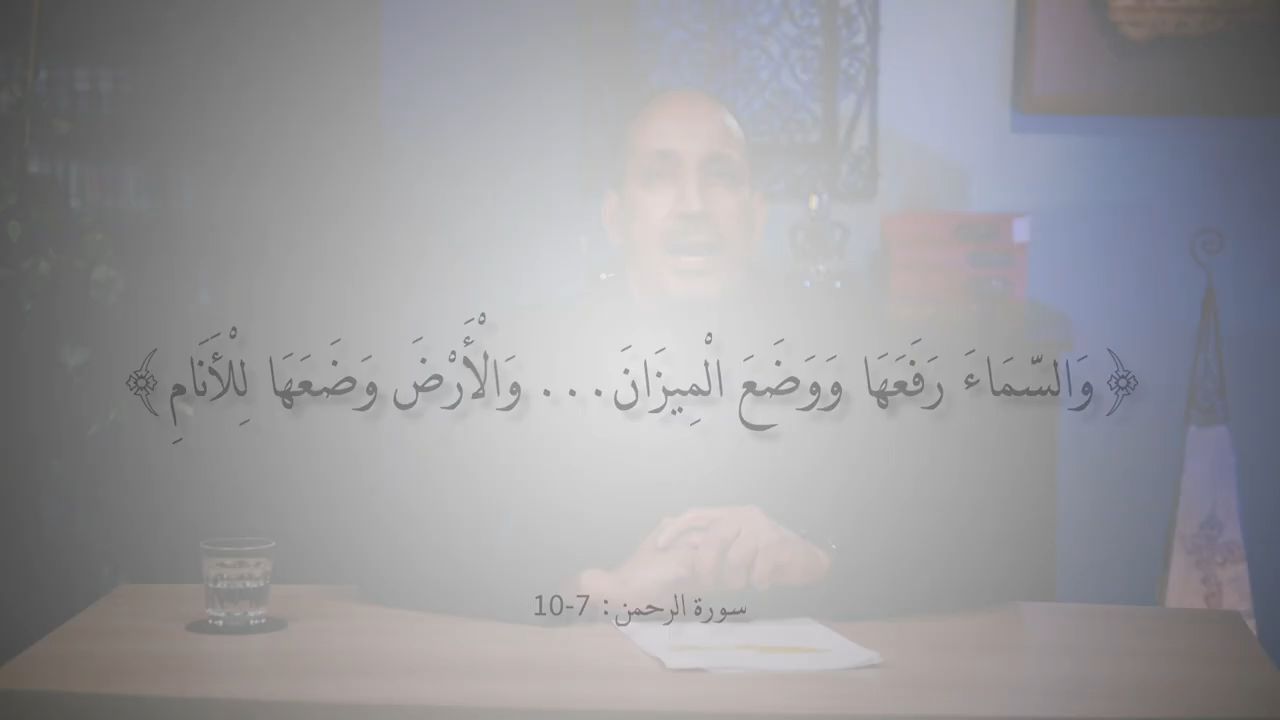 ﴿وَالسّمَاءَ رَفَعَهَا وَوَضَعَ الْمِيزَانَ... وَالْأَرْضَ وَضَعَهَا لِلْأَنَامِ﴾
سورة الرحمن: 7-10